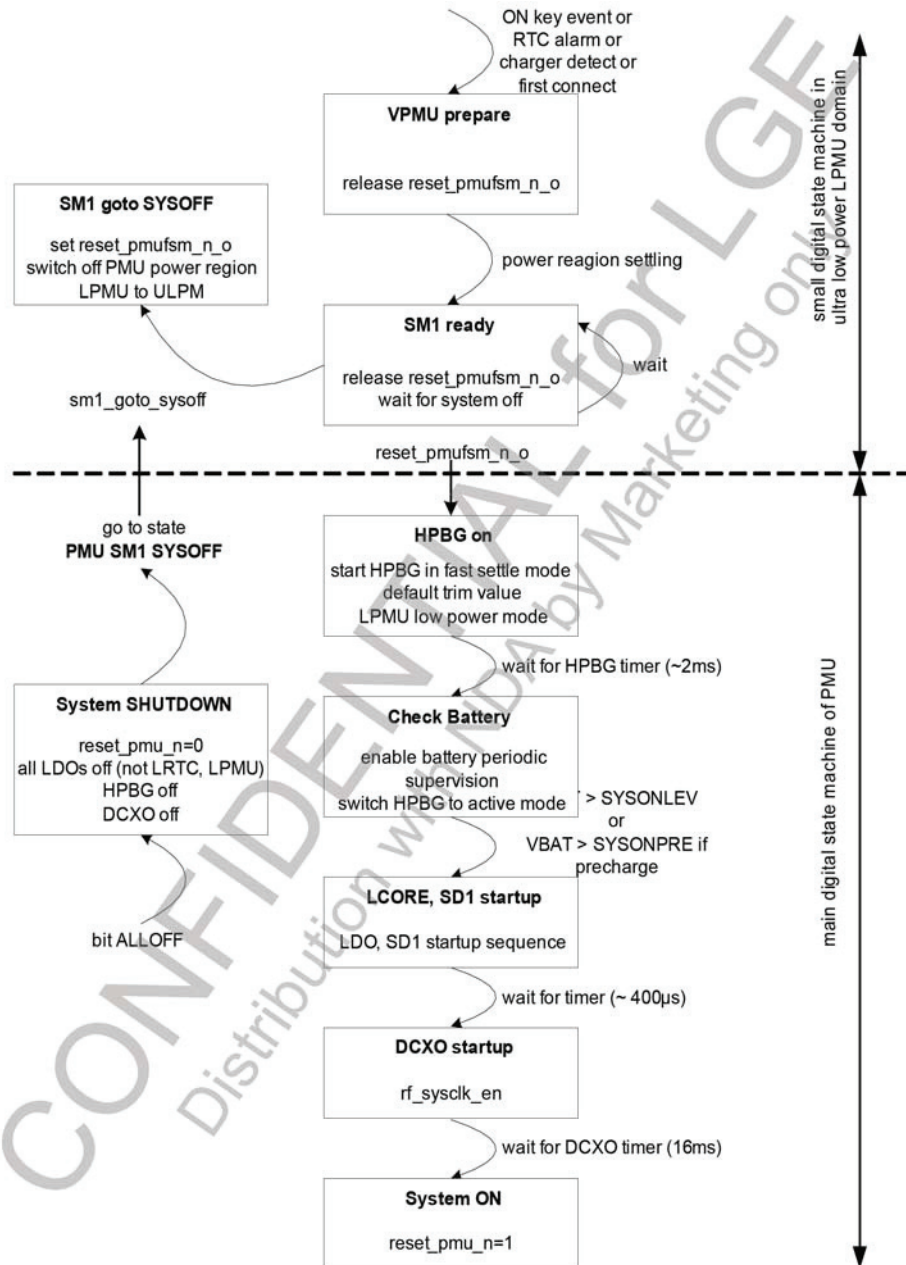 ON key event or
RTC alarm or
charger detect or
first connect
VPMU prepare
release reset_pmufsm_n_o
SM1 goto SYSOFF
set reset_pmufsm_n_o
switch off PMU power region
LPMU to ULPM
power reagion settling
SM1 ready
release reset_pmufsm_n_o
wait for system off
wait
sm1_goto_sysoff
reset_pmufsm_n_o
small digital state machine in
ultra low power LPMU domain
go to state
PMU SM1 SYSOFF
HPBG on
start HPBG in fast settle mode
default trim value
LPMU low power mode
wait for HPBG timer (~2ms)
System SHUTDOWN
reset_pmu_n=0
all LDOs off (not LRTC, LPMU)
HPBG off
DCXO off
Check Battery
enable battery periodic
supervision
switch HPBG to active mode
> SYSONLEV
or
VBAT > SYSONPRE if
precharge
bit ALLOFF
LCORE, SD1 startup
LDO, SD1 startup sequence
wait for timer (~ 400µs)
DCXO startup
rf_sysclk_en
wait for DCXO timer (16ms)
System ON
reset_pmu_n=1
main digital state machine of PMU
CONFIDENTIAL for LGE
Distribution with NDA by Marketing only